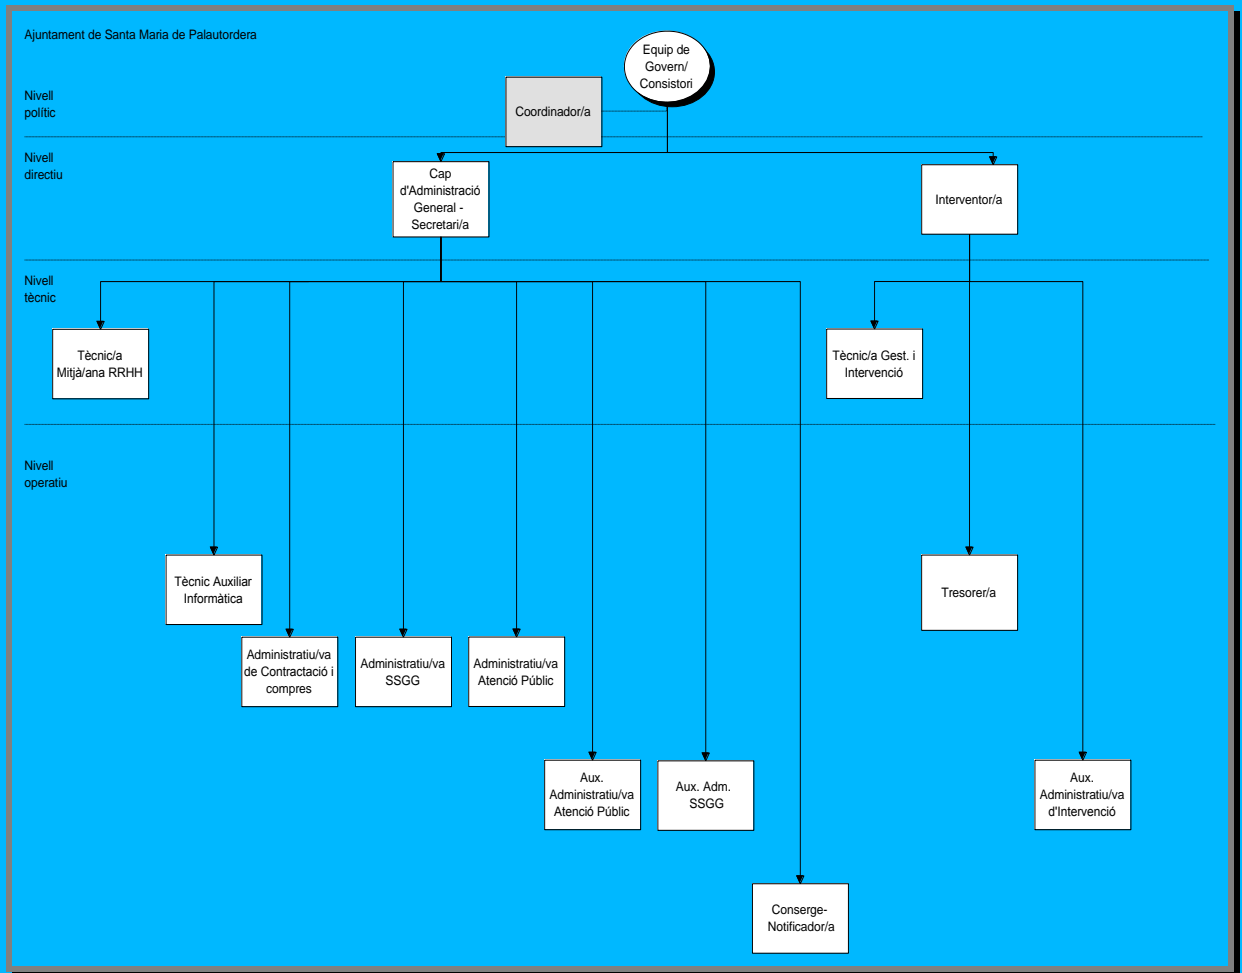 Ajuntament de Santa Maria de Palautordera
Equip de
Govern/
Consistori
Nivell
polític
Coordinador/a
Nivell
directiu
Cap
d'Administració
General -
Secretari/a
Interventor/a
Nivell
tècnic
Tècnic/a
Mitjà/ana RRHH
Tècnic/a Gest. i
Intervenció
Nivell
operatiu
Tècnic Auxiliar
Informàtica
Tresorer/a
Administratiu/va
de Contractació i
compres
Administratiu/va
SSGG
Administratiu/va
Atenció Públic
Aux.
Administratiu/va
Atenció Públic
Aux. Adm.
SSGG
Aux.
Administratiu/va
d'Intervenció
Conserge-
Notificador/a